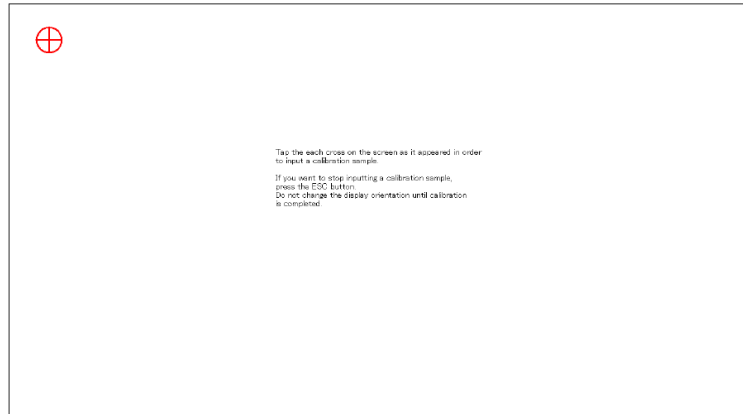 Tap the each cross on the screen as it appeared in order
to input a calibration sample.
If you want to stop inputting a calibration sample,
press the ESC button.
Do not change the display orientation until calibration
is completed.